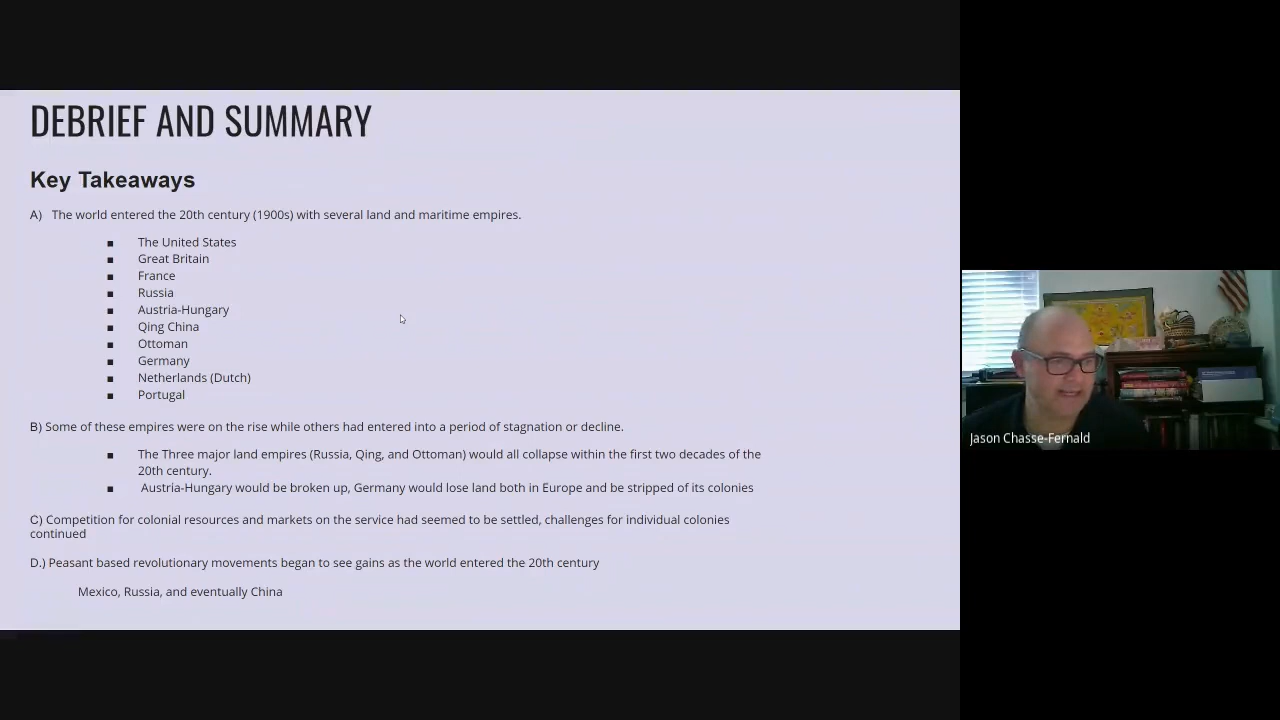 DEBRIEF AND SUMMARY
Key Takeaways
A) The world entered the 20th century (1900s) with several land and maritime empires.
■ The United States
■ Great Britain
■ France
■ Russia
■ Austria-Hungary
■ Qing China
■ Ottoman
■ Germany
■ Netherlands (Dutch)
■ Portugal
B) Some of these empires were on the rise while others had entered into a period of stagnation or decline.
■ The Three major land empires (Russia, Qing, and Ottoman) would all collapse within the first two decades of the
20th century.
■ Austria-Hungary would be broken up, Germany would lose land both in Europe and be stripped of its colonies
C) Competition for colonial resources and markets on the service had seemed to be settled, challenges for individual colonies
continued
D.) Peasant based revolutionary movements began to see gains as the world entered the 20th century
Mexico, Russia, and eventually China
Jason Chasse-Fernald